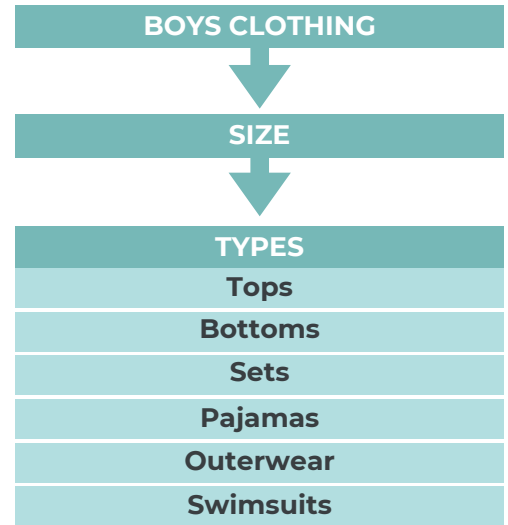 BOYS CLOTHING
SIZE
TYPES
Tops
Bottoms
Sets
Pajamas
Outerwear
Swimsuits